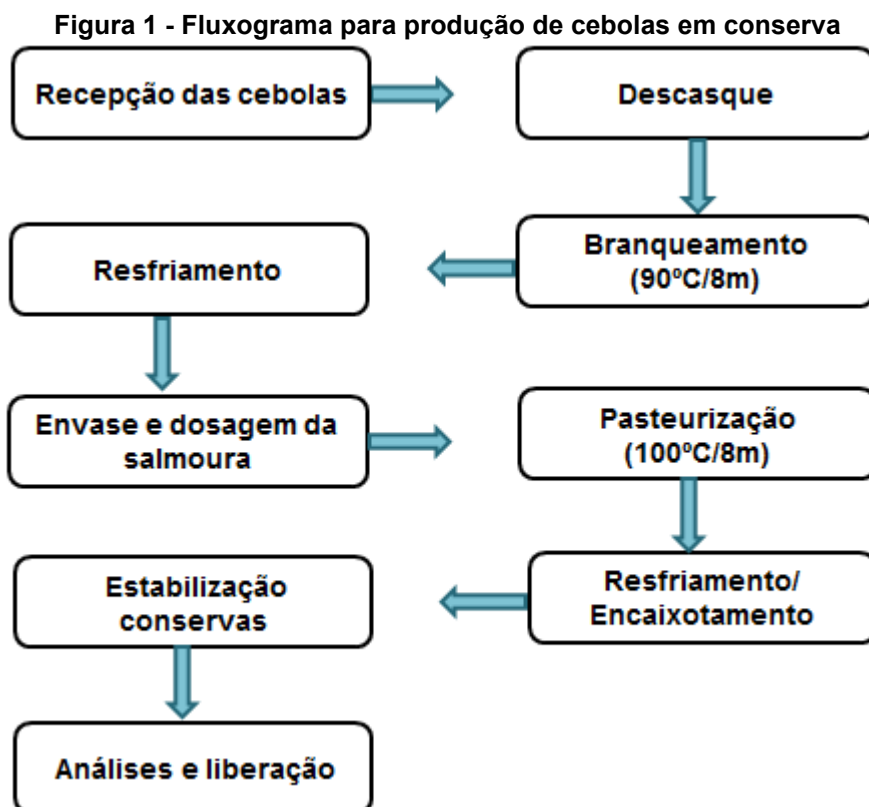 Figura 1 - Fluxograma para produção de cebolas em conserva
Recepção das cebolas
Descasque
Branqueamento
(90ºC/8m)
Resfriamento
Envase e dosagem da
salmoura
Pasteurização
(100ºC/8m)
Resfriamento/
Encaixotamento
Estabilização
conservas
Análises e liberação